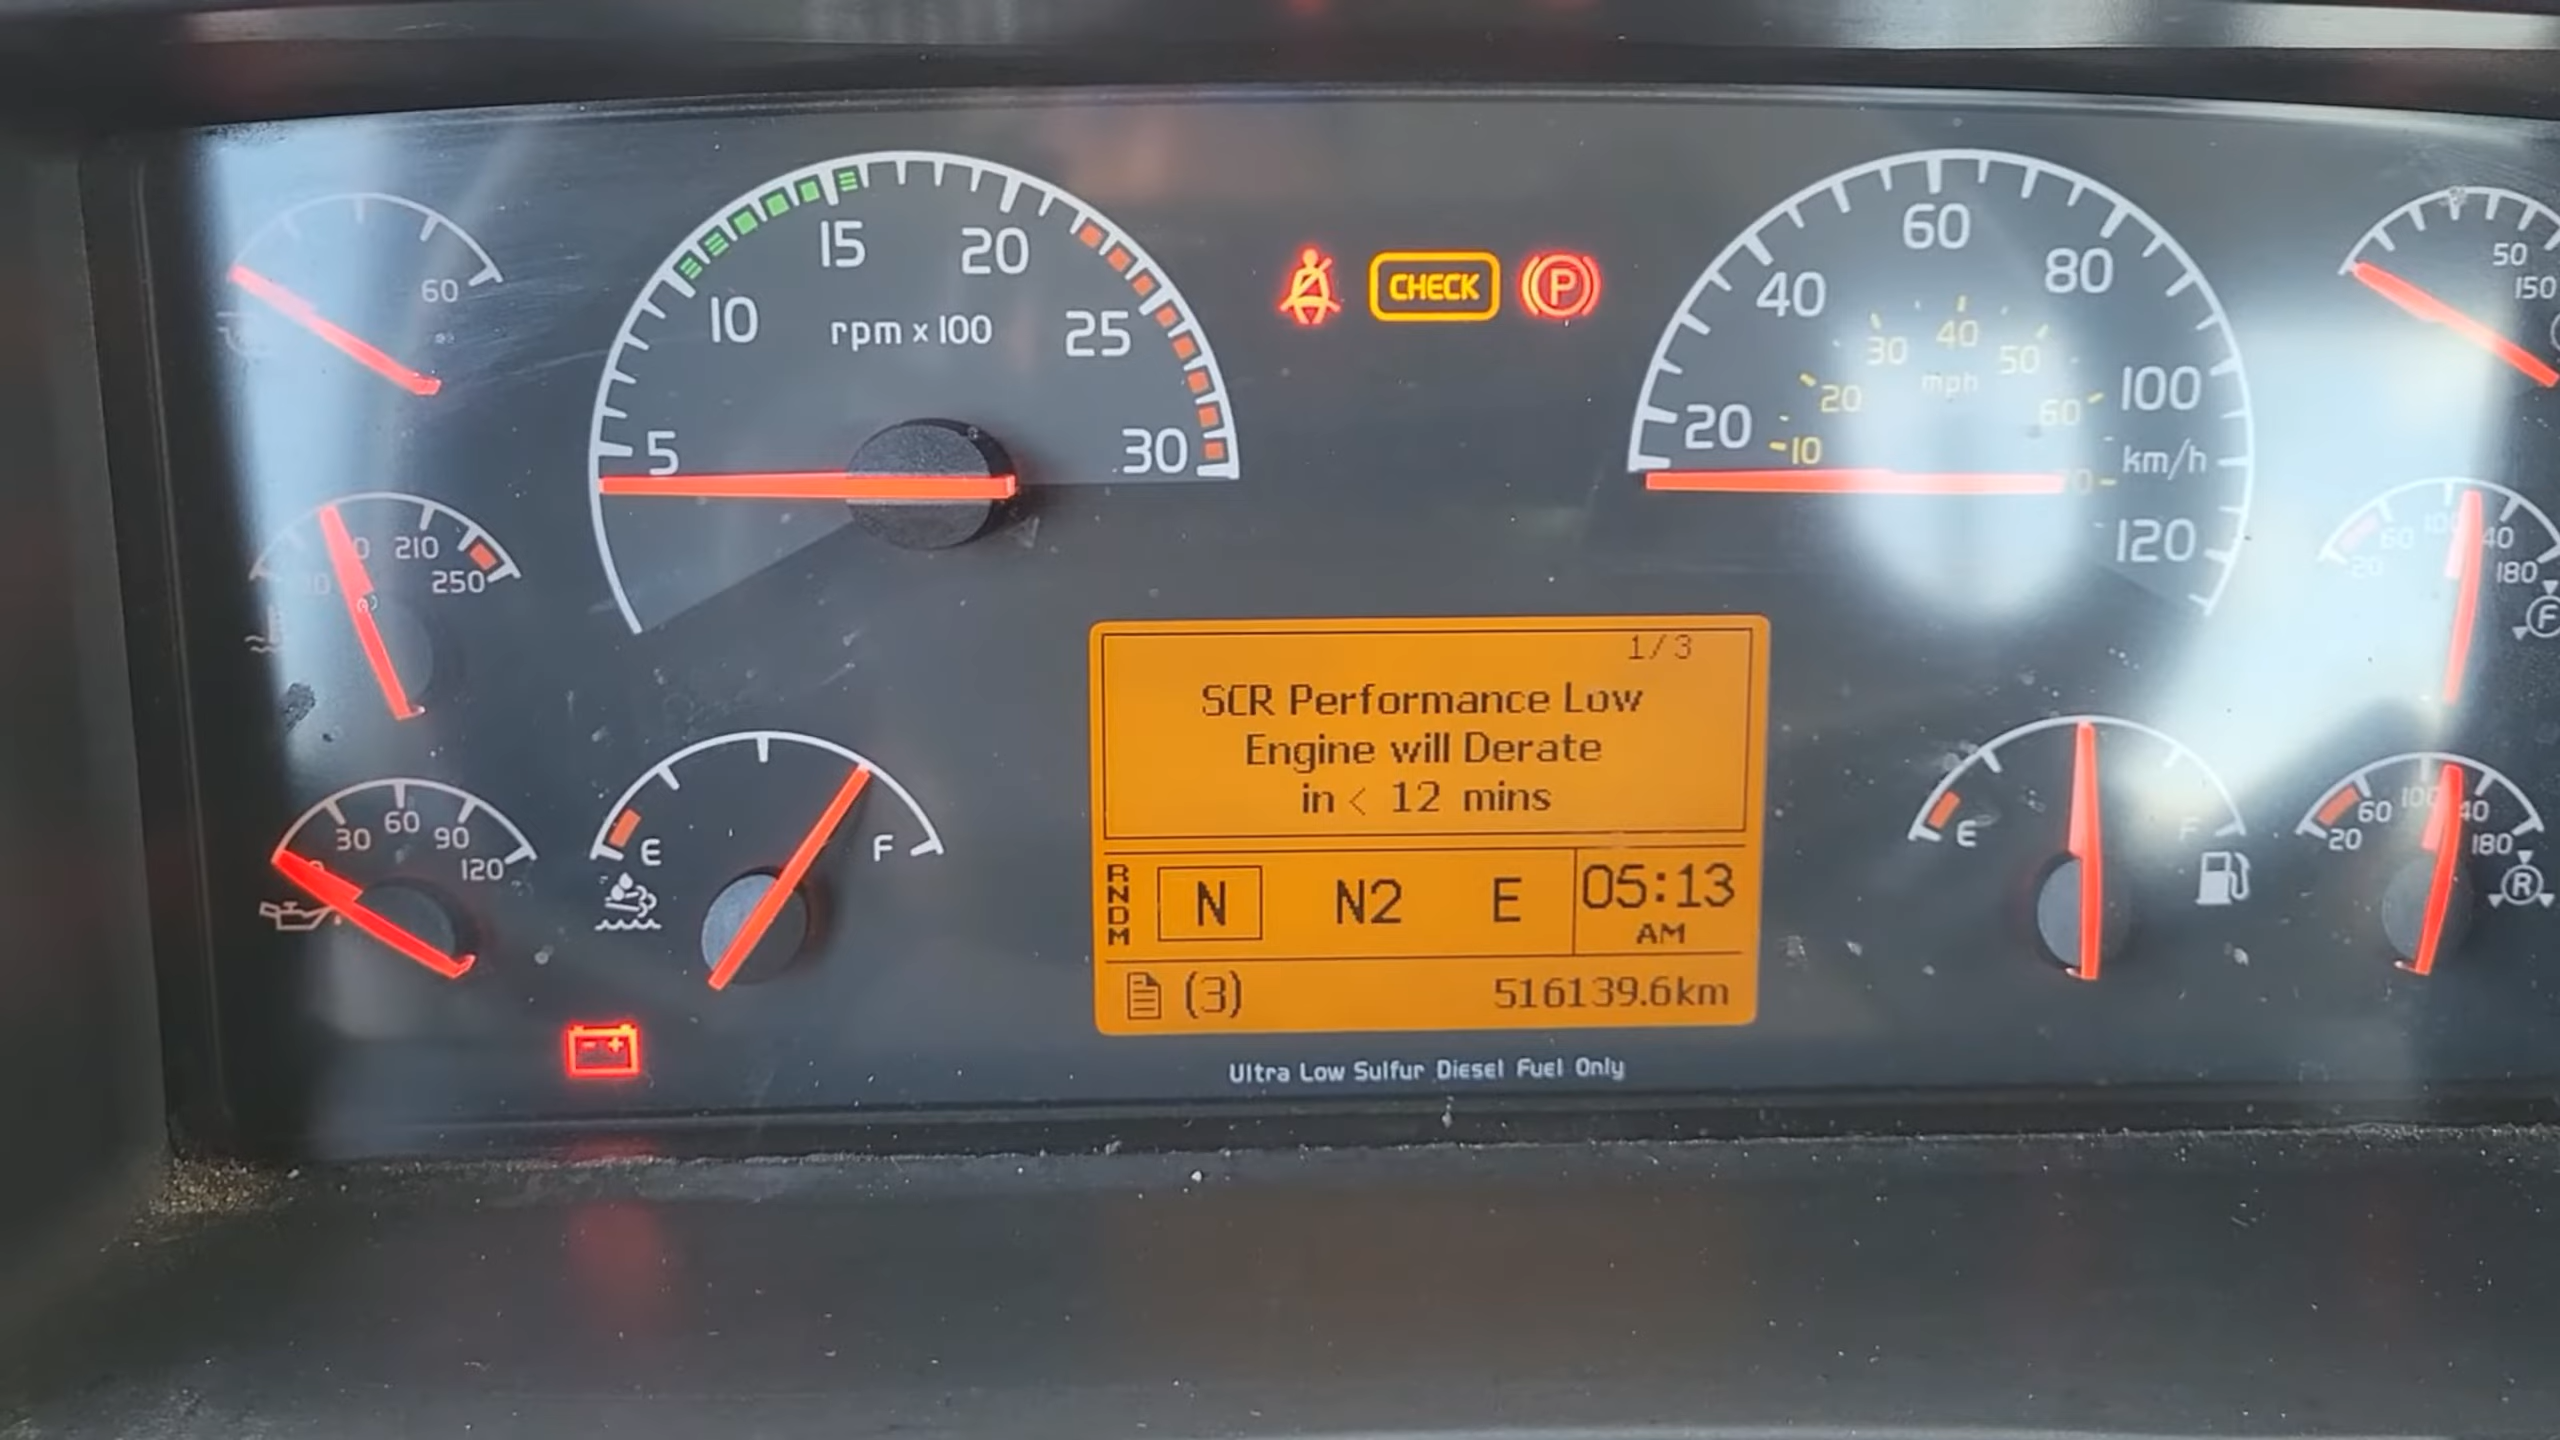 60
5
10
15
20
25
30
rpm x 100
CHECK
P
20
40
60
80
100
120
km/h
10
20
30
40
50
60
mph
50
150
210
250
60
180
F
30
60
90
120
E
F
1/3
SCR Performance Low
Engine will Derate
in < 12 mins
RNDM
N
N2
E
05:13
AM
(3)
516139.6km
E
F
20
60
100
180
R
Ultra Low Sulfur Diesel Fuel Only